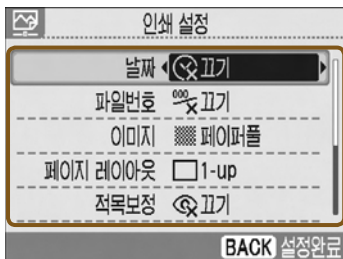 인쇄 설정
날짜 끄기
파일번호 끄기
이미지 페이퍼풀
페이지 레이아웃 1-up
적목보정 끄기
BACK 설정완료